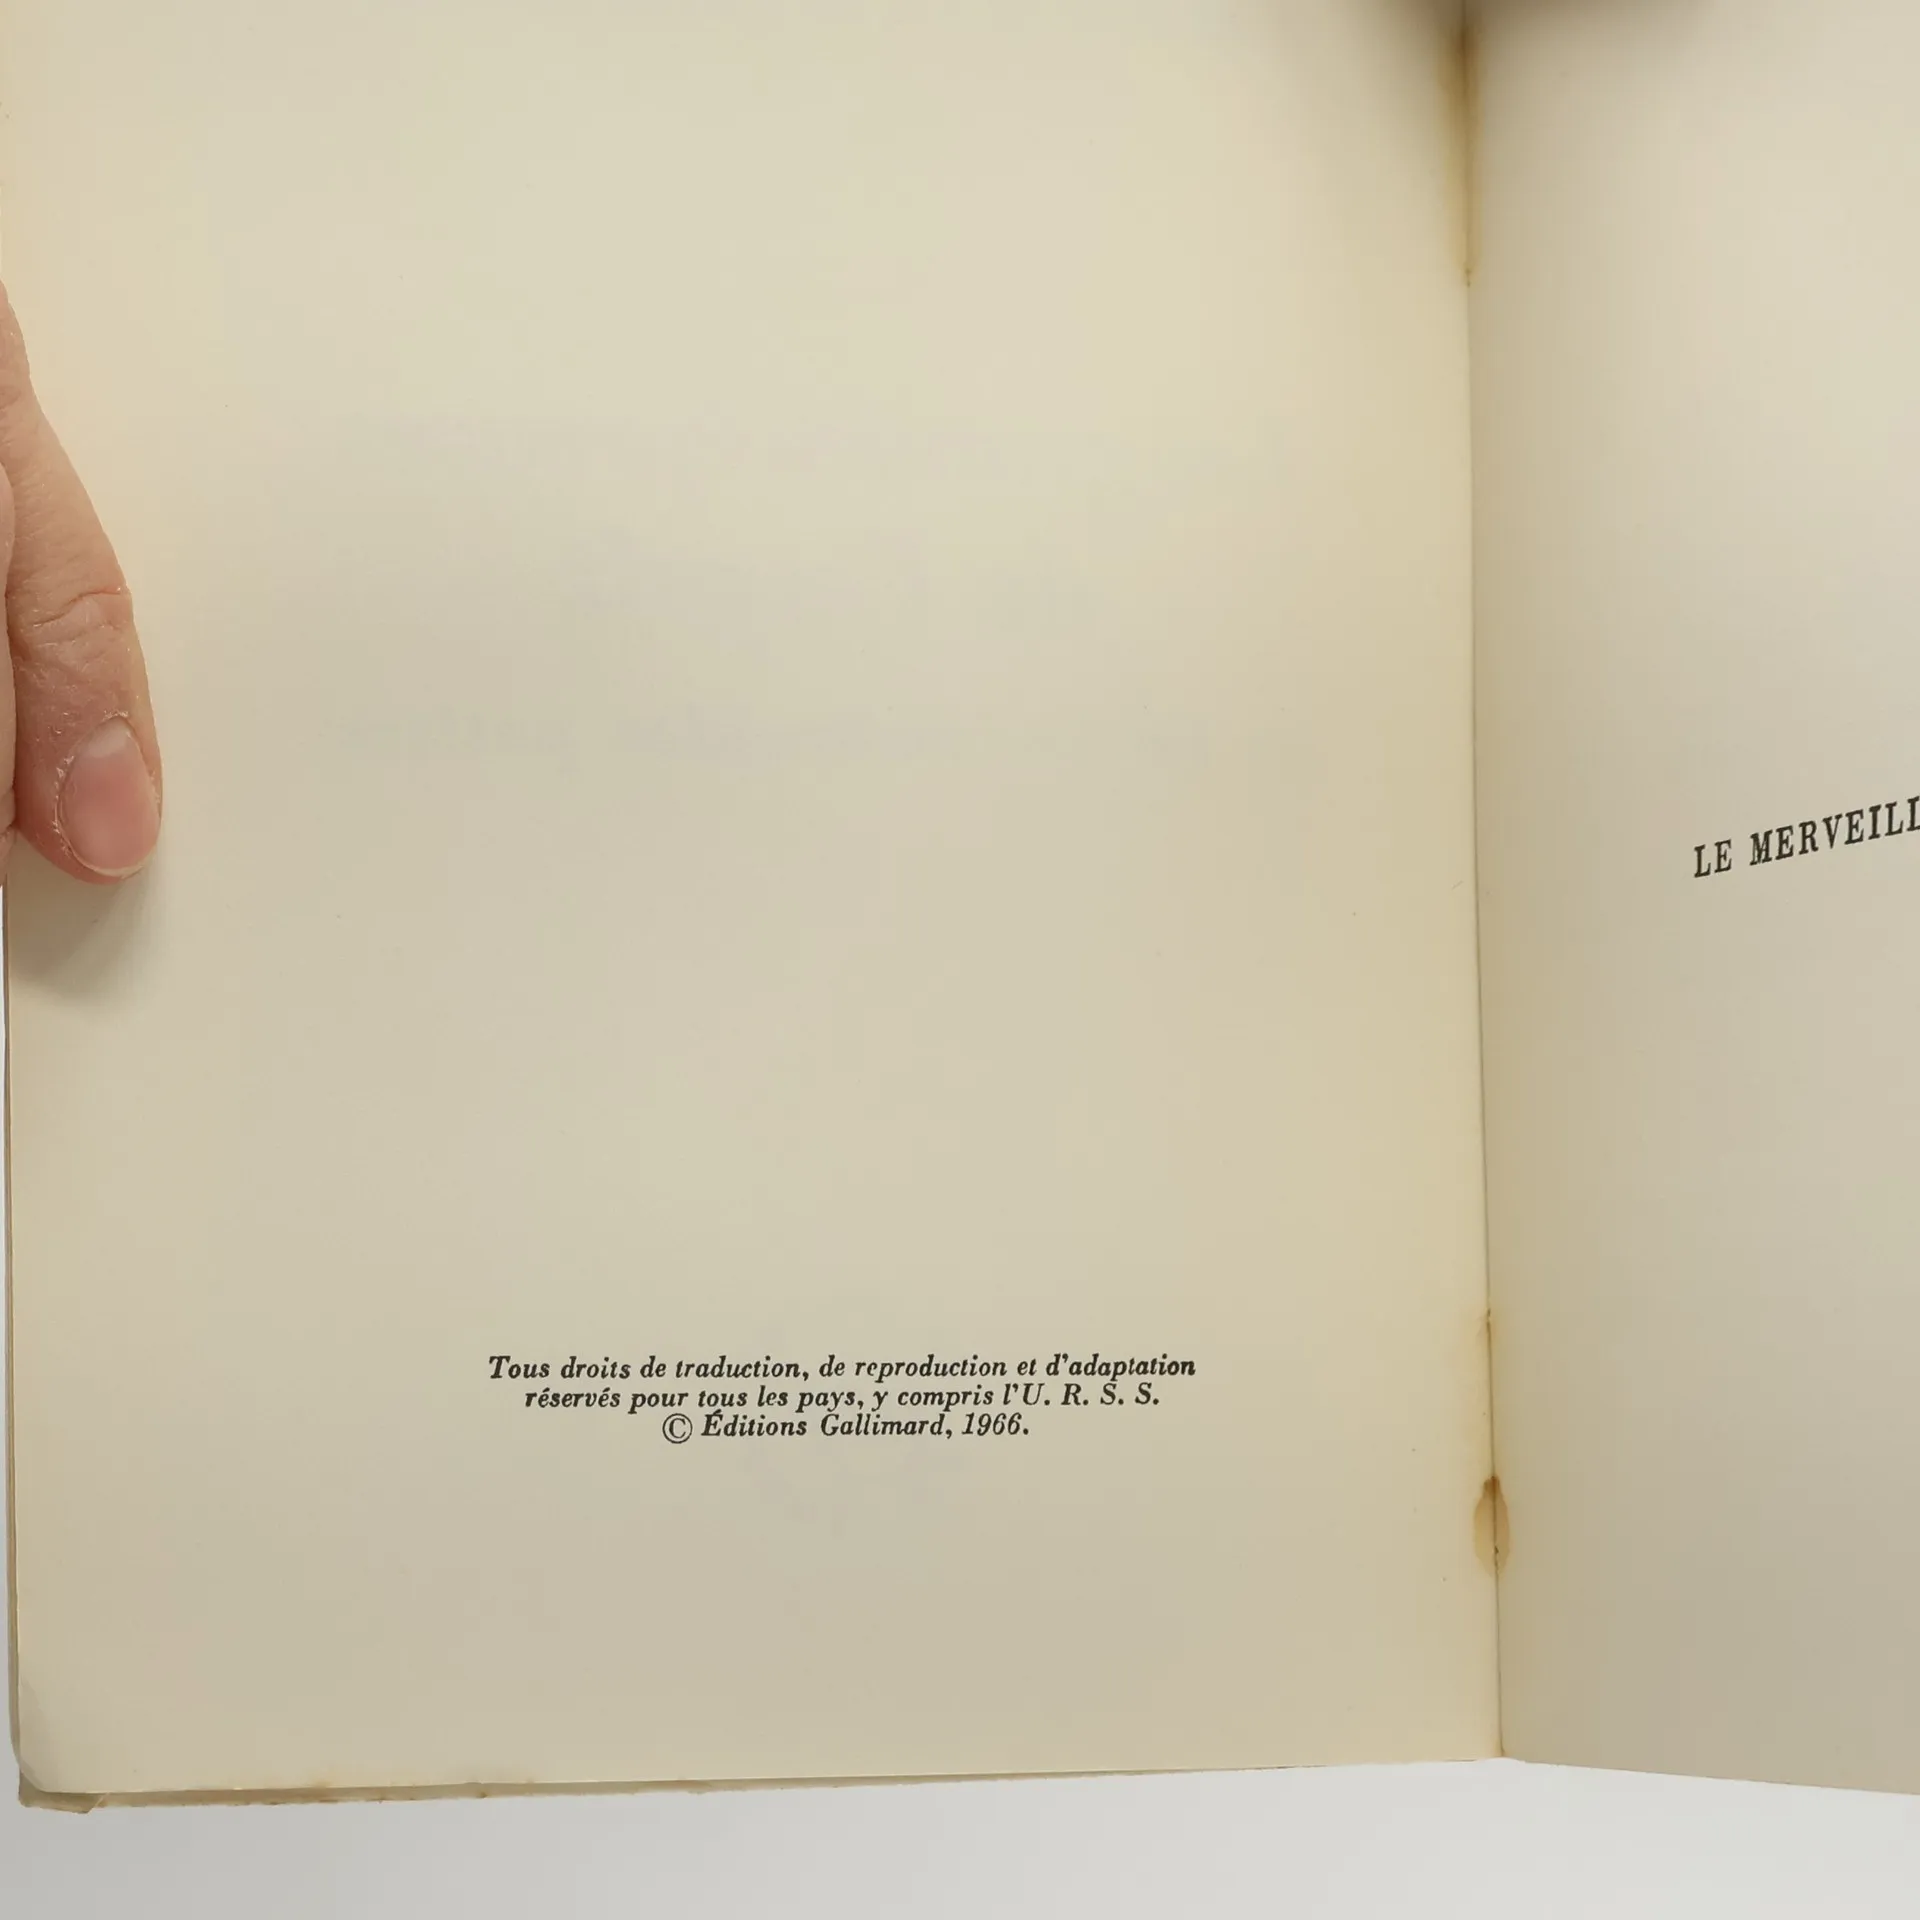 Tous droits de traduction, de reproduction et d'adaptation
réservés pour tous les pays, y compris l'U. R. S. S.
© Éditions Gallimard, 1966.
LE MERVEILL